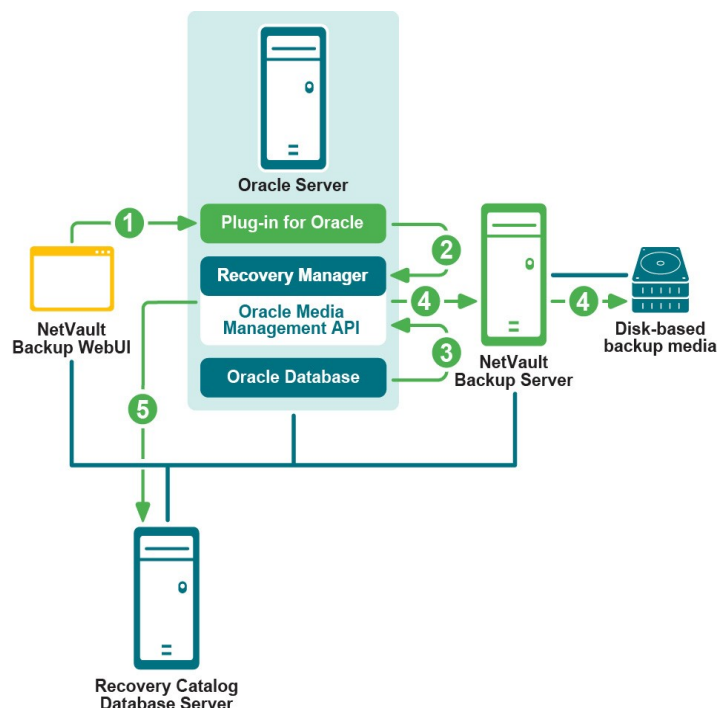 Oracle Server
1
Plug-in for Oracle
2
Recovery Manager
4
4
Oracle Media
Management API
3
NetVault
Backup WebUI
NetVault
Backup Server
Disk-based
backup media
Oracle Database
5
Recovery Catalog
Database Server